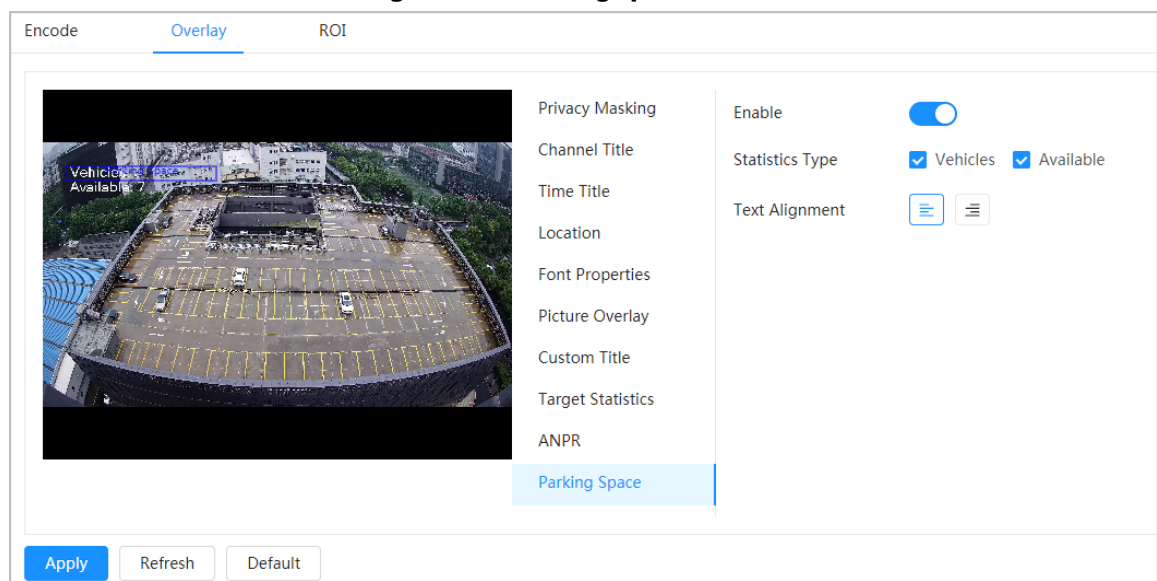 Encode
Overlay
ROI
Vehicles
Available: 7
Privacy Masking
Channel Title
Time Title
Location
Font Properties
Picture Overlay
Custom Title
Target Statistics
ANPR
Parking Space
Enable
Statistics Type
Vehicles
Available
Text Alignment
Apply
Refresh
Default